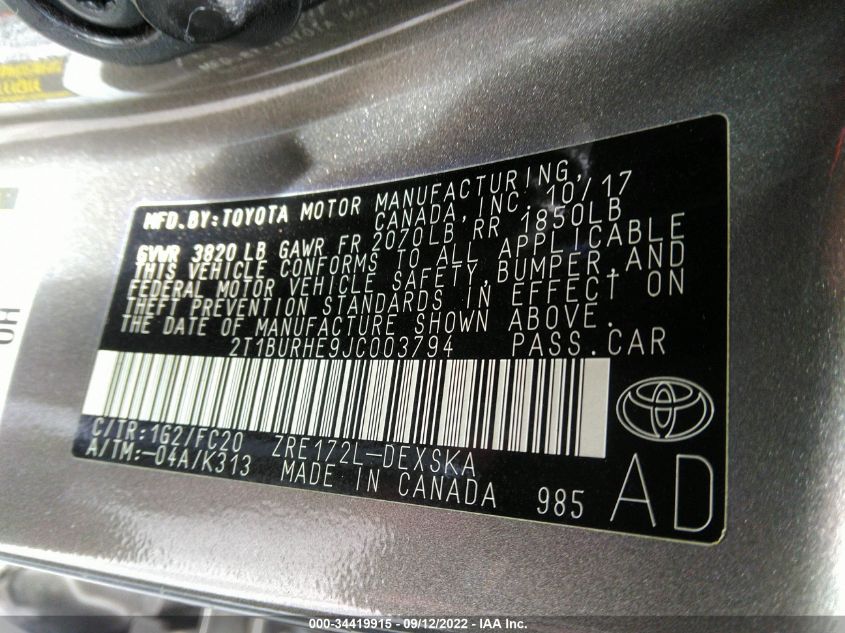 MFD.BY:TOYOTA MOTOR MANUFACTURING,
CANADA,INC. 10/17
GVWR 3820 LB GAWR FR 2070LB RR 1850LB
THIS VEHICLE CONFORMS TO ALL APPLICABLE
FEDERAL MOTOR VEHICLE SAFETY,BUMPER,AND
THEFT PREVENTION STANDARDS IN EFFECT ON
THE DATE OF MANUFACTURE SHOWN ABOVE.
2T1BURHE9JC003794 PASS.CAR
C/TR:1G2/FC20 ZRE172L-DEXSKA
A/TM:-04A/K313 MADE IN CANADA 985
AD
000-34419915 - 09/12/2022 - IAA Inc.